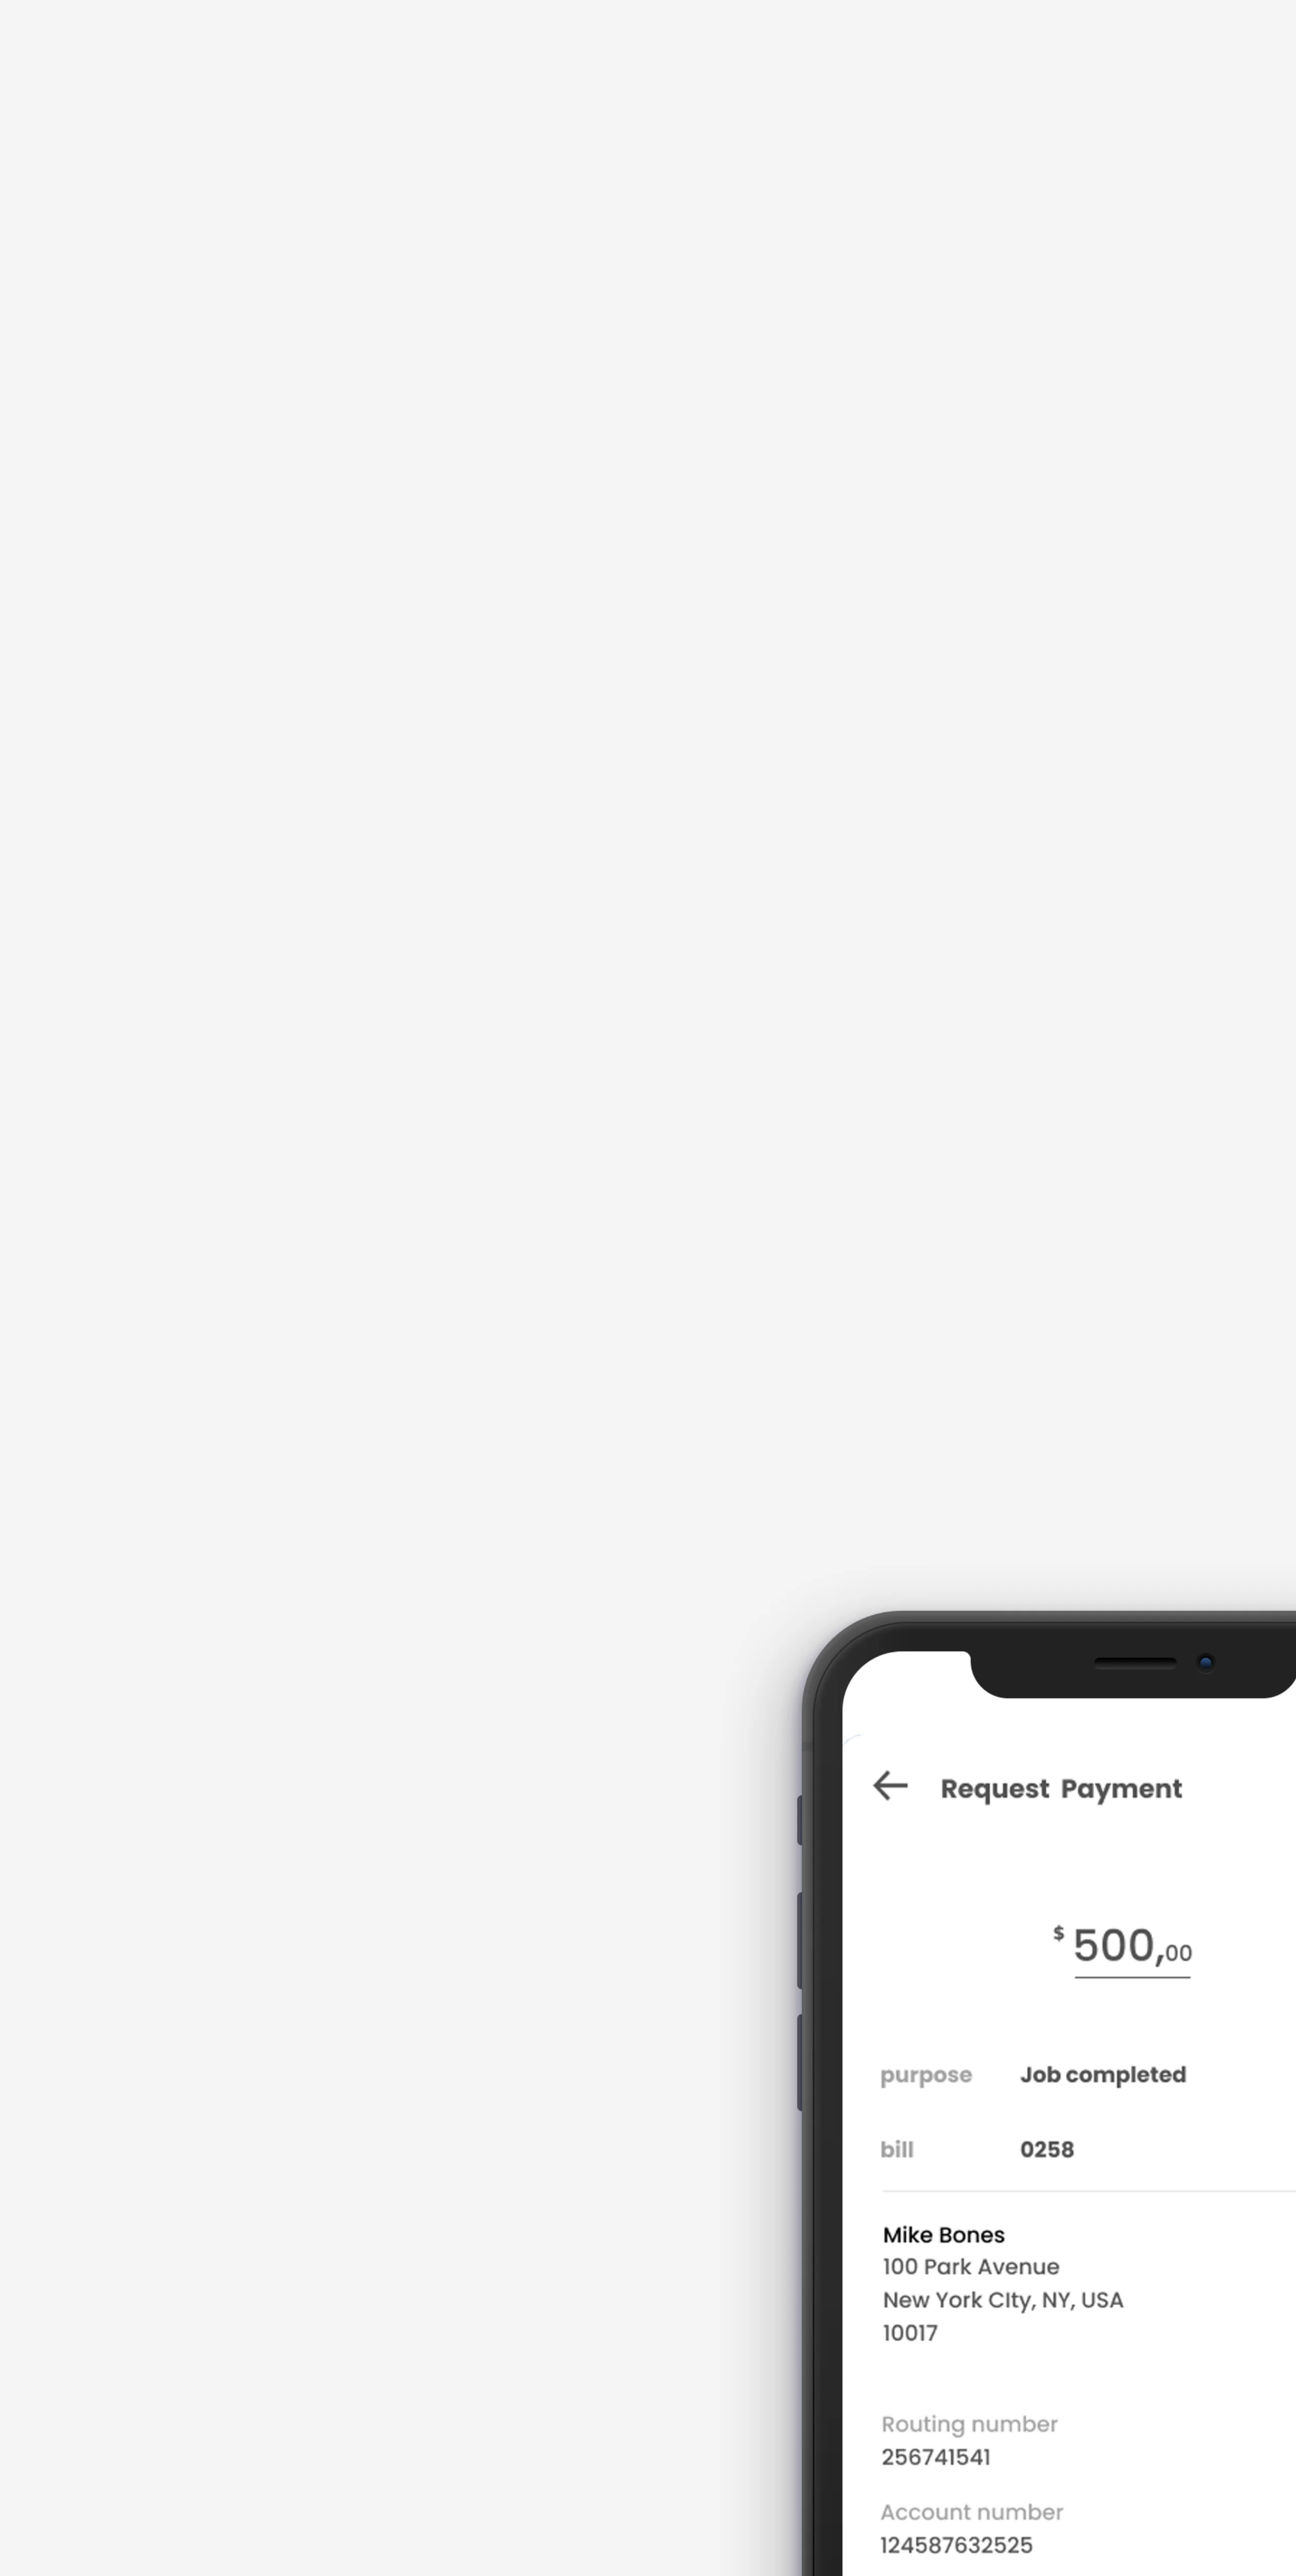 Request Payment
$ 500,00
purpose Job completed
bill 0258
Mike Bones
100 Park Avenue
New York CIty, NY, USA
10017
Routing number
256741541
Account number
124587632525